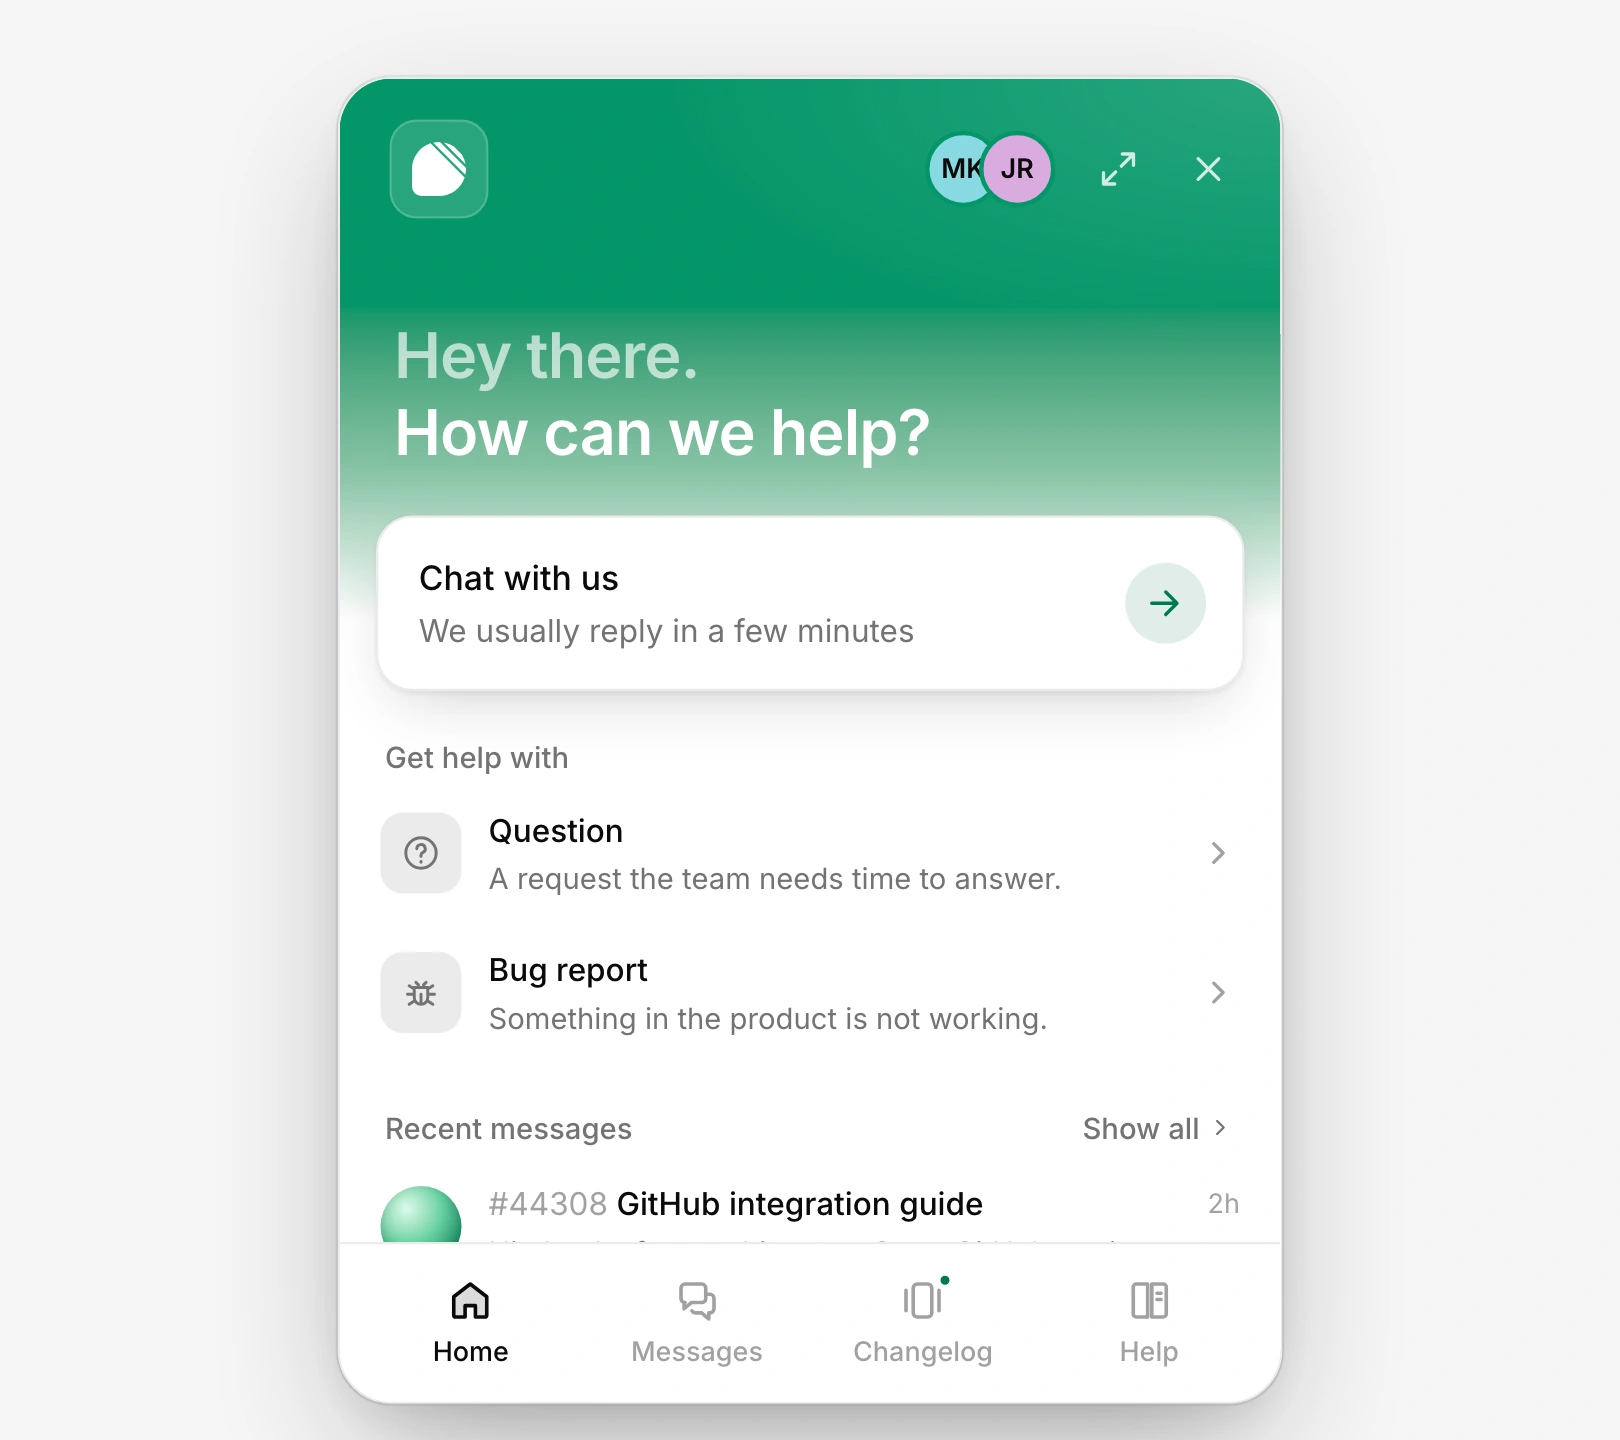 MK JR
Hey there.
How can we help?
Chat with us
We usually reply in a few minutes
Get help with
Question
A request the team needs time to answer.
Bug report
Something in the product is not working.
Recent messages Show all
#44308 GitHub integration guide 2h
Home Messages Changelog Help